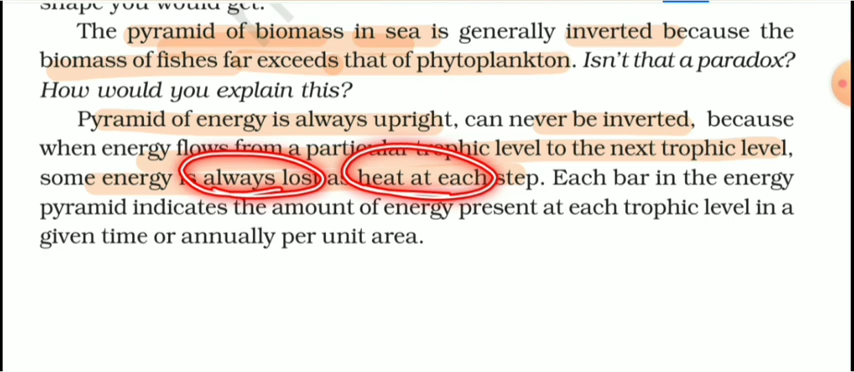 shape you would get.
The pyramid of biomass in sea is generally inverted because the
biomass of fishes far exceeds that of phytoplankton. Isn't that a paradox?
How would you explain this?
Pyramid of energy is always upright, can never be inverted, because
when energy flows from a particular trophic level to the next trophic level,
some energy is always lost as heat at each step. Each bar in the energy
pyramid indicates the amount of energy present at each trophic level in a
given time or annually per unit area.